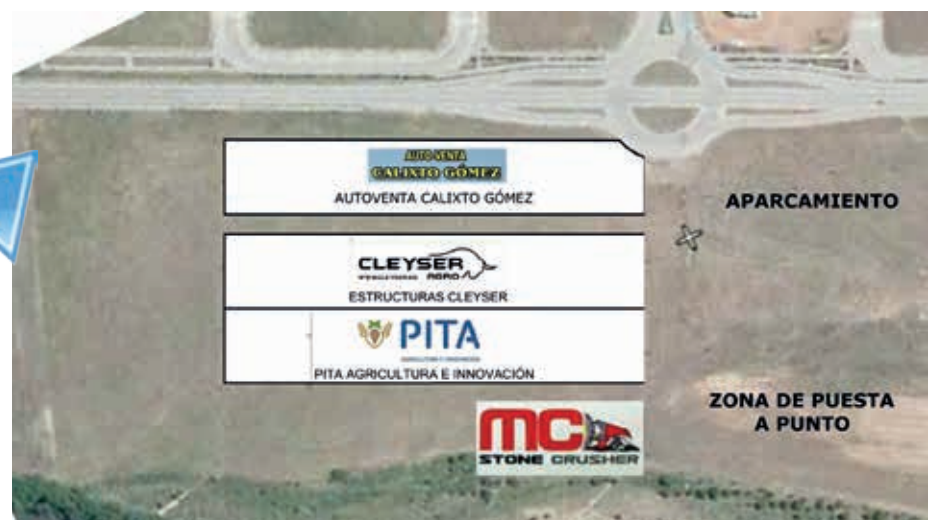 AUTO VENTA
CALIXTO GÓMEZ
AUTOVENTA CALIXTO GÓMEZ
APARCAMIENTO
CLEYSER
AGRO
ESTRUCTURAS CLEYSER
PITA
PITA AGRICULTURA E INNOVACIÓN
ZONA DE PUESTA
A PUNTO
MC
STONE CRUSHER